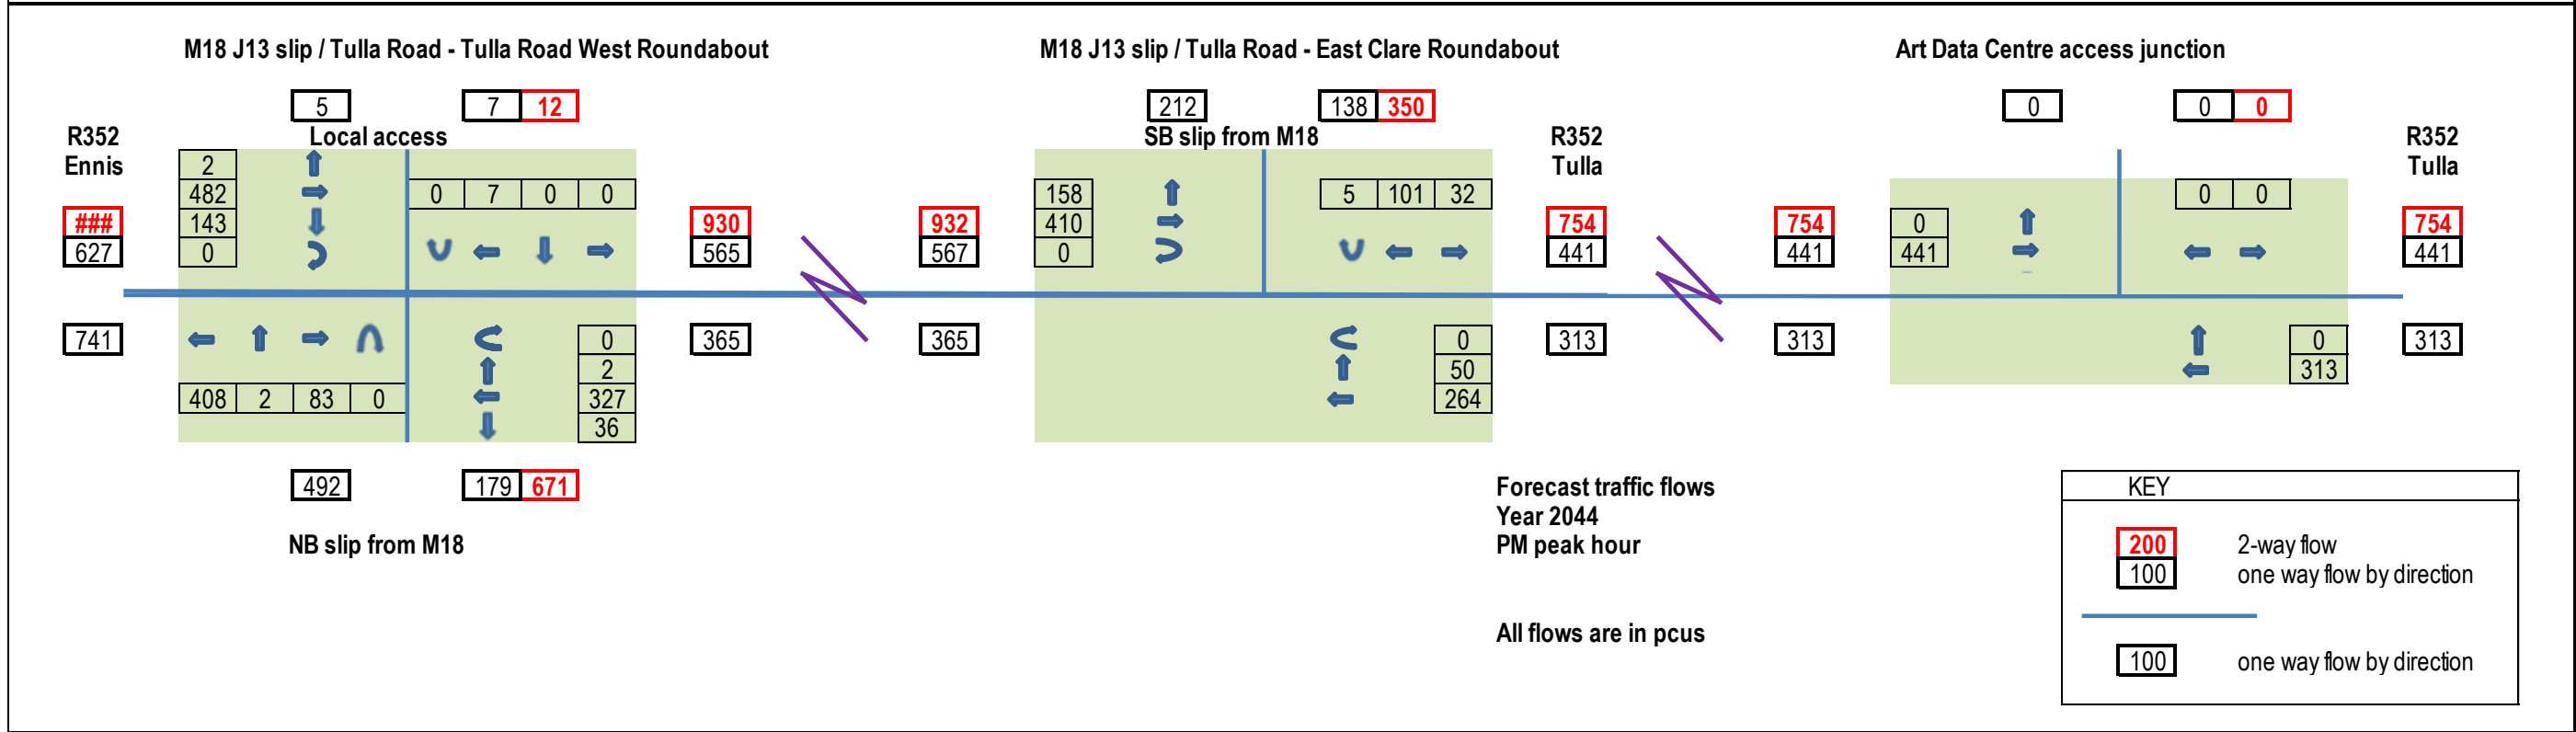 M18 J13 slip / Tulla Road - Tulla Road West Roundabout
M18 J13 slip / Tulla Road - East Clare Roundabout
Art Data Centre access junction
5 7 12
212 138 350
0 0 0
R352 Ennis
Local access
SB slip from M18
R352 Tulla
R352 Tulla
2
482
143
0
0 7 0 0
###
627
930
565
932
567
158
410
0
5 101 32
754
441
754
441
0
441
0 0
754
441
741
408 2 83 0
0
2
327
36
365
365
0
50
264
313
313
0
313
313
492 179 671
NB slip from M18
Forecast traffic flows
Year 2044
PM peak hour
All flows are in pcus
KEY
200 2-way flow
100 one way flow by direction
100 one way flow by direction